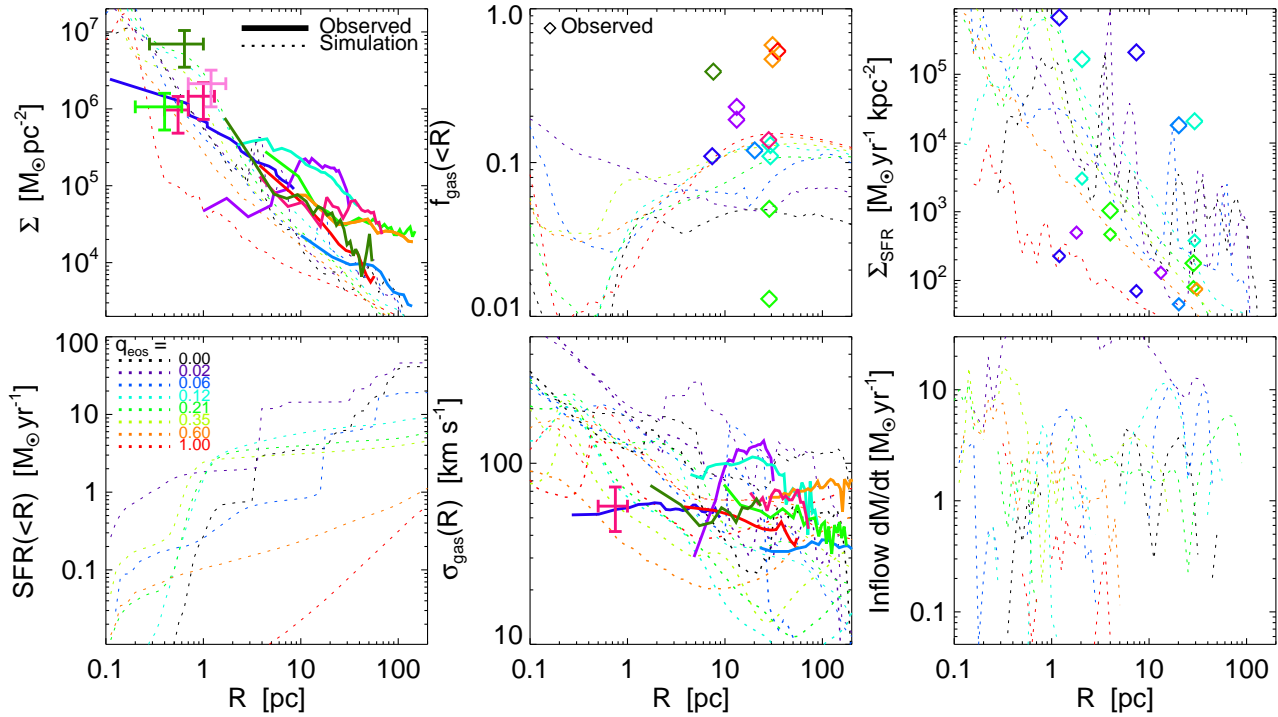 Σ [M⊙ pc⁻²]
10⁷
10⁶
10⁵
10⁴
Observed
Simulation
f_gas(<R)
1.0
0.1
0.01
◇ Observed
Σ_SFR [M⊙ yr⁻¹ kpc⁻²]
10⁵
10⁴
10³
10²
SFR(<R) [M⊙ yr⁻¹]
100
10
1
0.1
q_eos =
0.00
0.02
0.06
0.12
0.21
0.35
0.60
1.00
0.1 1 10 100
R [pc]
σ_gas(R) [km s⁻¹]
100
10
0.1 1 10 100
R [pc]
Inflow dM/dt [M⊙ yr⁻¹]
10
1
0.1
0.1 1 10 100
R [pc]